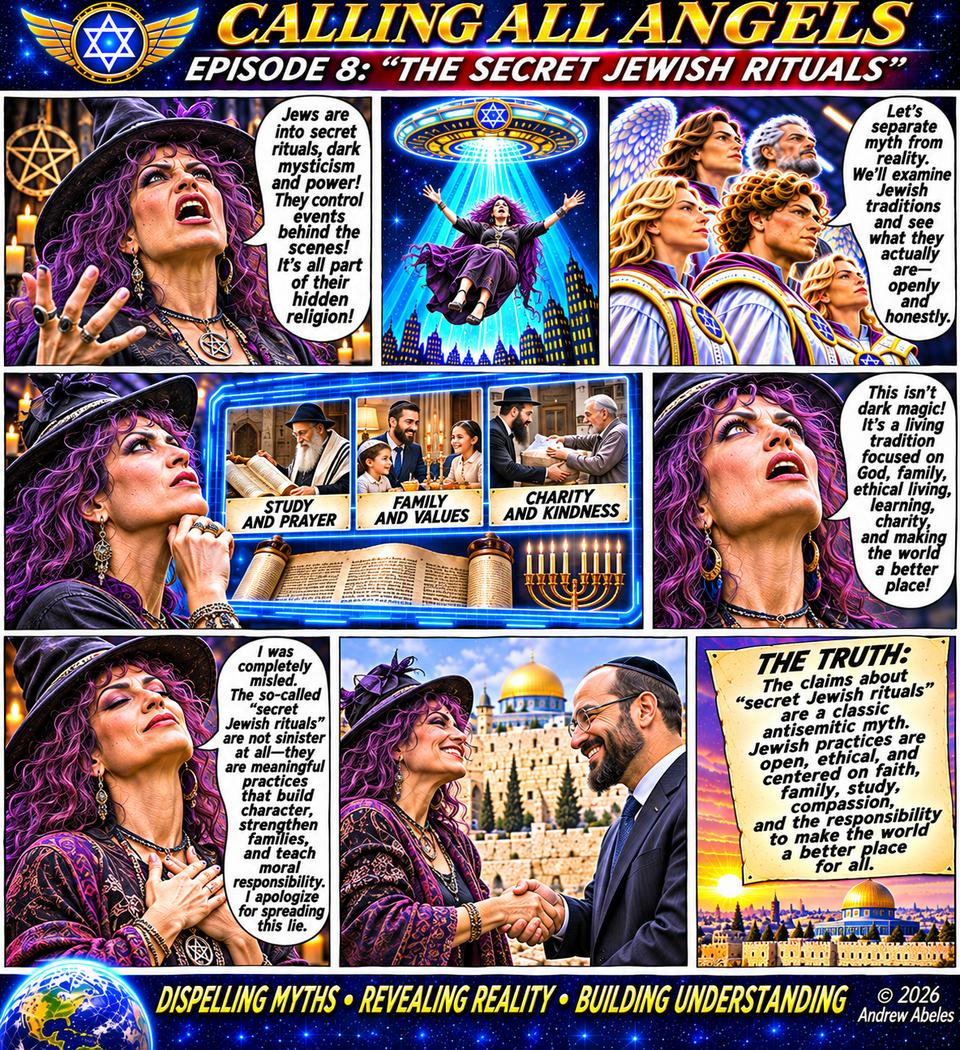 CALLING ALL ANGELS
EPISODE 8: “THE SECRET JEWISH RITUALS”
Jews are
into secret
rituals, dark
mysticism
and power!
They control
events
behind the
scenes!
It’s all part
of their
hidden
religion!
Let’s
separate
myth from
reality.
We’ll examine
Jewish
traditions
and see
what they
actually
are—
openly
and
honestly.
STUDY
AND PRAYER
FAMILY
AND VALUES
CHARITY
AND KINDNESS
This isn’t
dark magic!
It’s a living
tradition
focused on
God, family,
ethical living,
learning,
charity,
and making
the world
a better
place!
I was
completely
misled.
The so-called
“secret
Jewish rituals”
are not sinister
at all—they
are meaningful
practices
that build
character,
strengthen
families,
and teach
moral
responsibility.
I apologize
for spreading
this lie.
THE TRUTH:
The claims about
“secret Jewish rituals”
are a classic
antisemitic myth.
Jewish practices are
open, ethical, and
centered on faith,
family, study,
compassion,
and the responsibility
to make the world
a better place
for all.
DISPELLING MYTHS • REVEALING REALITY • BUILDING UNDERSTANDING
© 2026
Andrew Abeles